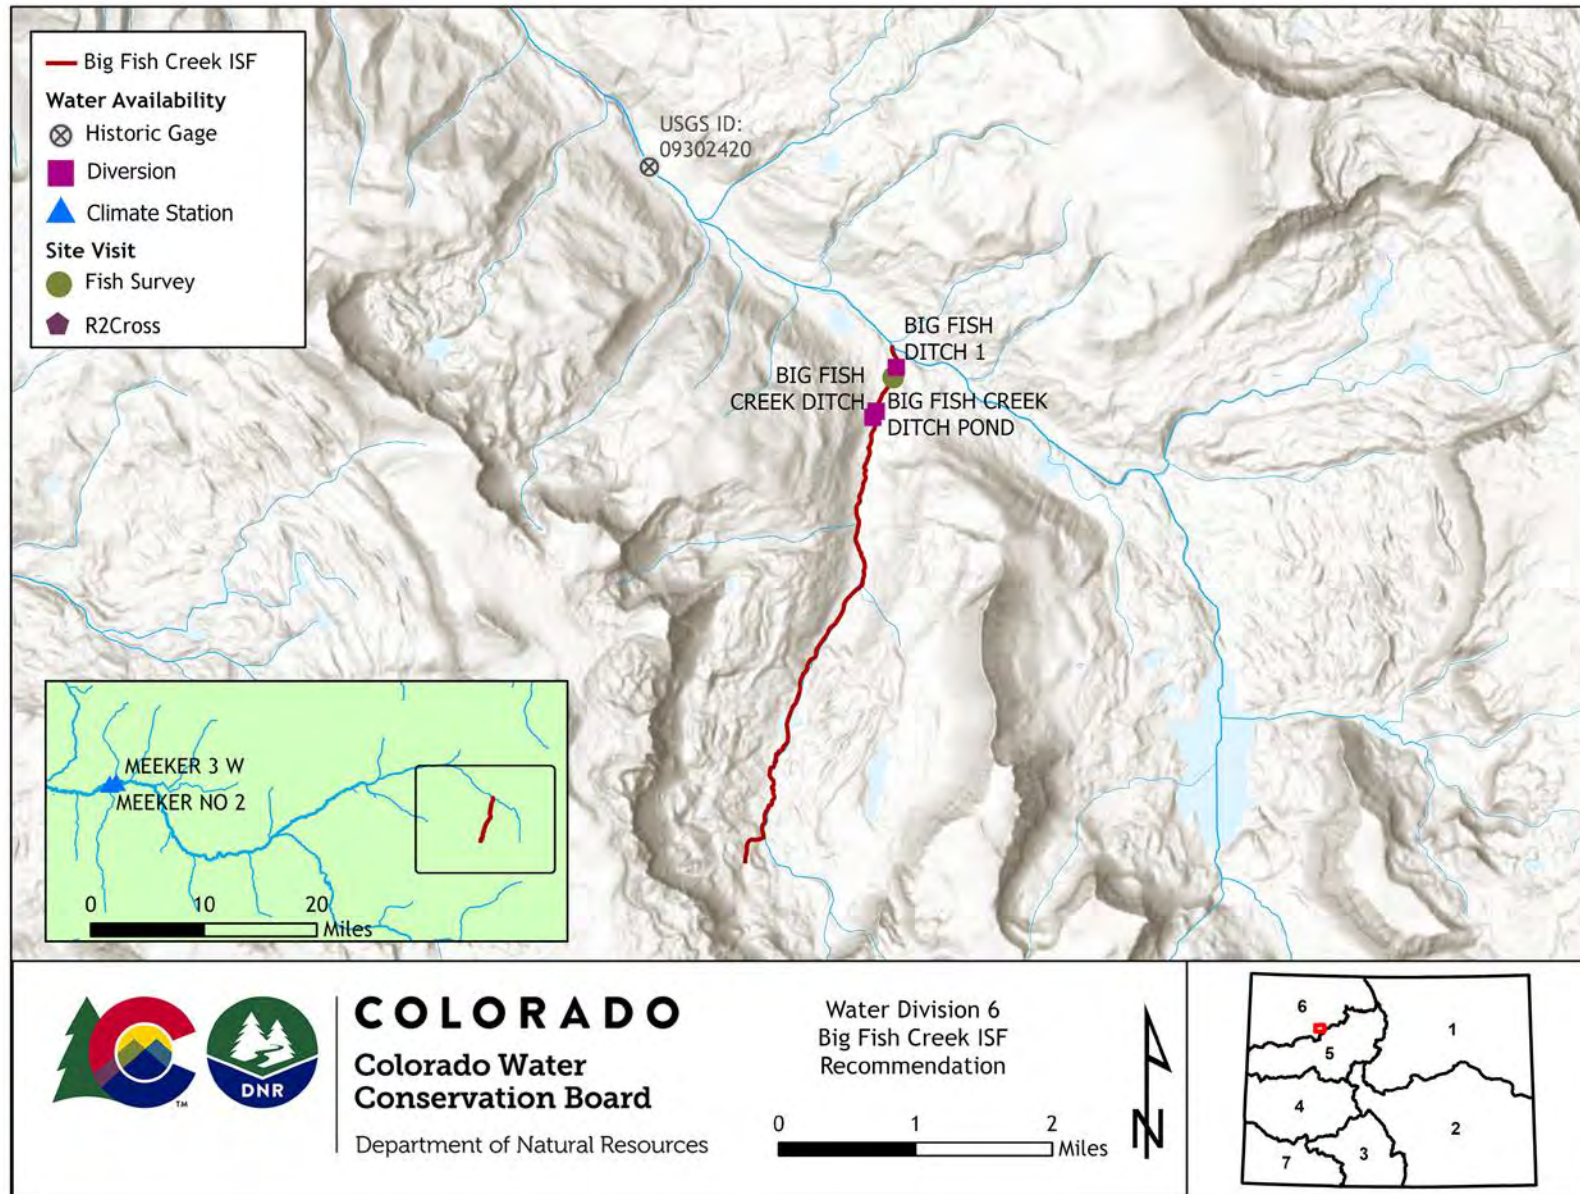 Big Fish Creek ISF
Water Availability
Historic Gage
Diversion
Climate Station
Site Visit
Fish Survey
R2Cross
USGS ID:
09302420
BIG FISH
DITCH 1
BIG FISH
CREEK DITCH
BIG FISH CREEK
DITCH POND
MEEKER 3 W
MEEKER NO 2
0 10 20
Miles
DNR
TM
COLORADO
Colorado Water
Conservation Board
Department of Natural Resources
Water Division 6
Big Fish Creek ISF
Recommendation
0 1 2
Miles
N
6
1
5
4
2
3
7